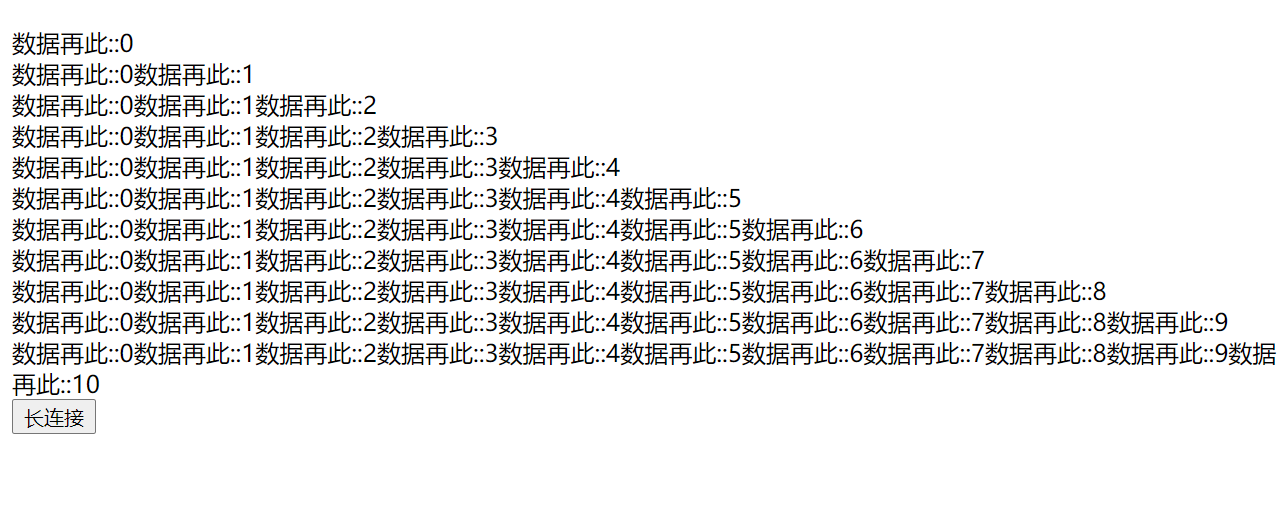 数据再此::0
数据再此::0数据再此::1
数据再此::0数据再此::1数据再此::2
数据再此::0数据再此::1数据再此::2数据再此::3
数据再此::0数据再此::1数据再此::2数据再此::3数据再此::4
数据再此::0数据再此::1数据再此::2数据再此::3数据再此::4数据再此::5
数据再此::0数据再此::1数据再此::2数据再此::3数据再此::4数据再此::5数据再此::6
数据再此::0数据再此::1数据再此::2数据再此::3数据再此::4数据再此::5数据再此::6数据再此::7
数据再此::0数据再此::1数据再此::2数据再此::3数据再此::4数据再此::5数据再此::6数据再此::7数据再此::8
数据再此::0数据再此::1数据再此::2数据再此::3数据再此::4数据再此::5数据再此::6数据再此::7数据再此::8数据再此::9
数据再此::0数据再此::1数据再此::2数据再此::3数据再此::4数据再此::5数据再此::6数据再此::7数据再此::8数据再此::9数据
再此::10
长连接